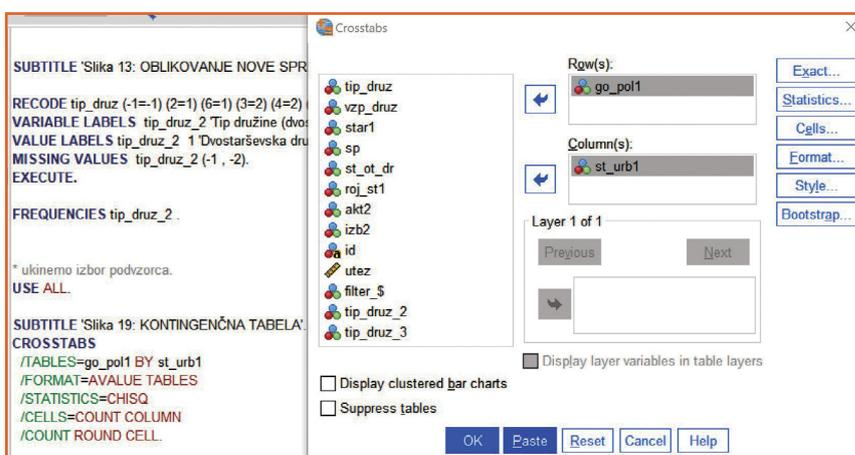 SUBTITLE 'Slika 13: OBLIKOVANJE NOVE SPR
RECODE tip_druz (-1=-1) (2=1) (6=1) (3=2) (4=2) (
VARIABLE LABELS tip_druz_2 'Tip družine (dvos
VALUE LABELS tip_druz_2 1 'Dvostarševska dru
MISSING VALUES tip_druz_2 (-1 , -2).
EXECUTE.
FREQUENCIES tip_druz_2 .
* ukinemo izbor podvzorca.
USE ALL.
SUBTITLE 'Slika 19: KONTINGENČNA TABELA'.
CROSSTABS
/TABLES=go_pol1 BY st_urb1
/FORMAT=AVALUE TABLES
/STATISTICS=CHISQ
/CELLS=COUNT COLUMN
/COUNT ROUND CELL.
Crosstabs
tip_druz
vzp_druz
star1
sp
st_ot_dr
roj_st1
akt2
izb2
id
utez
filter_$
tip_druz_2
tip_druz_3
Row(s):
go_pol1
Column(s):
st_urb1
Layer 1 of 1
Previous
Next
Display layer variables in table layers
Exact...
Statistics...
Cells...
Format...
Style...
Bootstrap...
Display clustered bar charts
Suppress tables
OK
Paste
Reset
Cancel
Help